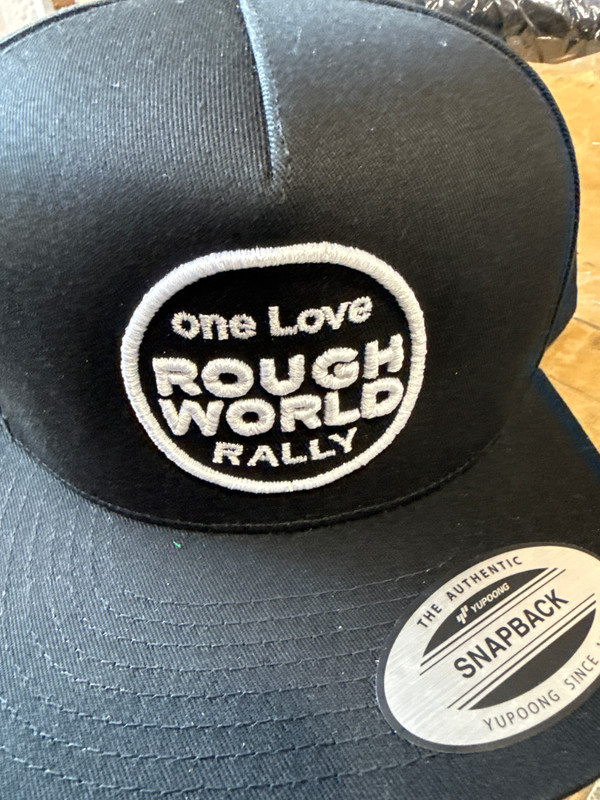 one Love
ROUGH
WORLD
RALLY
THE AUTHENTIC
YUPOONG
SNAPBACK
YUPOONG SINCE